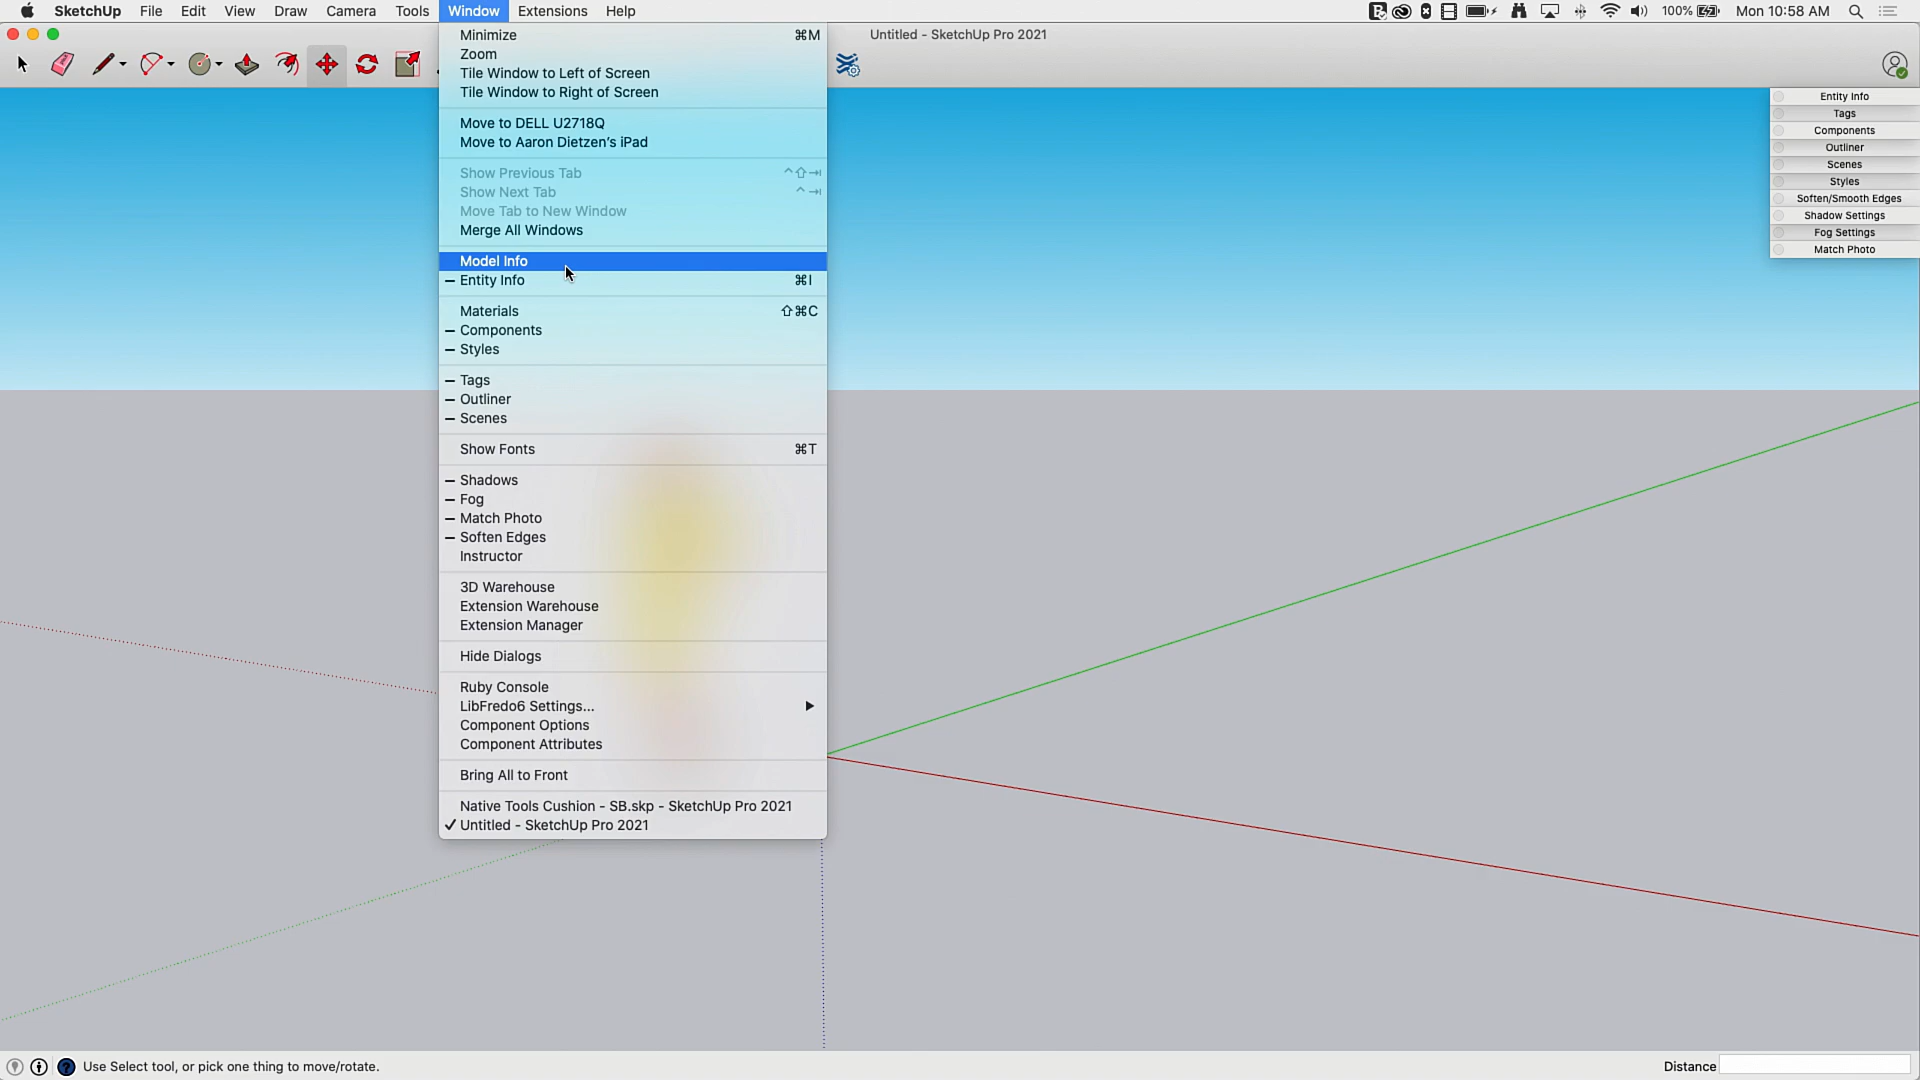 SketchUp File Edit View Draw Camera Tools Window Extensions Help 100% Mon 10:58 AM
Untitled - SketchUp Pro 2021
Minimize ⌘M
Zoom
Tile Window to Left of Screen
Tile Window to Right of Screen
Move to DELL U2718Q
Move to Aaron Dietzen's iPad
Show Previous Tab ⌃⇧⇥
Show Next Tab ⌃⇥
Move Tab to New Window
Merge All Windows
Model Info
Entity Info ⌘I
Materials ⇧⌘C
Components
Styles
Tags
Outliner
Scenes
Show Fonts ⌘T
Shadows
Fog
Match Photo
Soften Edges
Instructor
3D Warehouse
Extension Warehouse
Extension Manager
Hide Dialogs
Ruby Console
LibFredo6 Settings...
Component Options
Component Attributes
Bring All to Front
Native Tools Cushion - SB.skp - SketchUp Pro 2021
✓ Untitled - SketchUp Pro 2021
Entity Info
Tags
Components
Outliner
Scenes
Styles
Soften/Smooth Edges
Shadow Settings
Fog Settings
Match Photo
Use Select tool, or pick one thing to move/rotate.
Distance